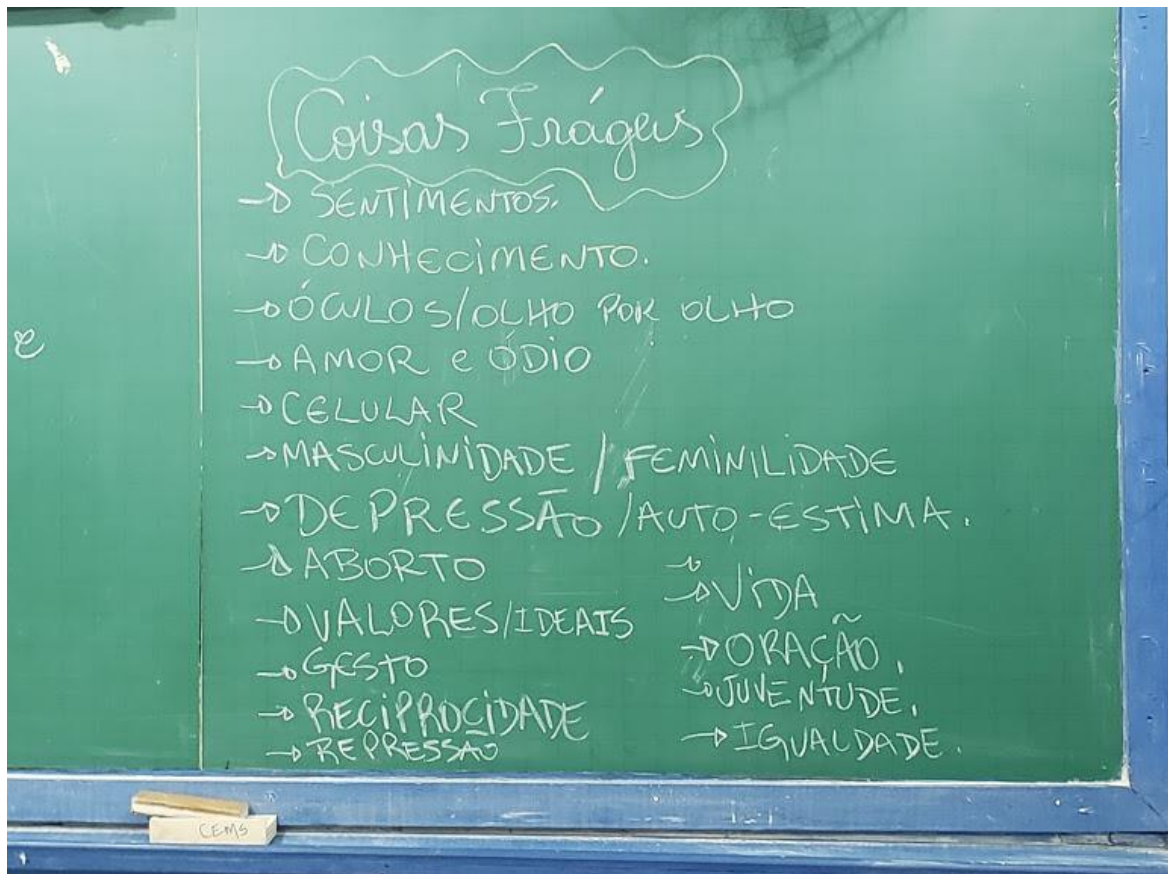 Coisas Frágeis
→ SENTIMENTOS.
→ CONHECIMENTO.
→ ÓCULOS/OLHO POR OLHO
→ AMOR e ÓDIO
→ CELULAR
→ MASCULINIDADE / FEMINILIDADE
→ DEPRESSÃO / AUTO-ESTIMA.
→ ABORTO
→ VALORES/IDEAIS
→ GESTO
→ RECIPROCIDADE
→ REPRESSÃO
→ VIDA
→ ORAÇÃO.
→ JUVENTUDE.
→ IGUALDADE.
e
CEMS